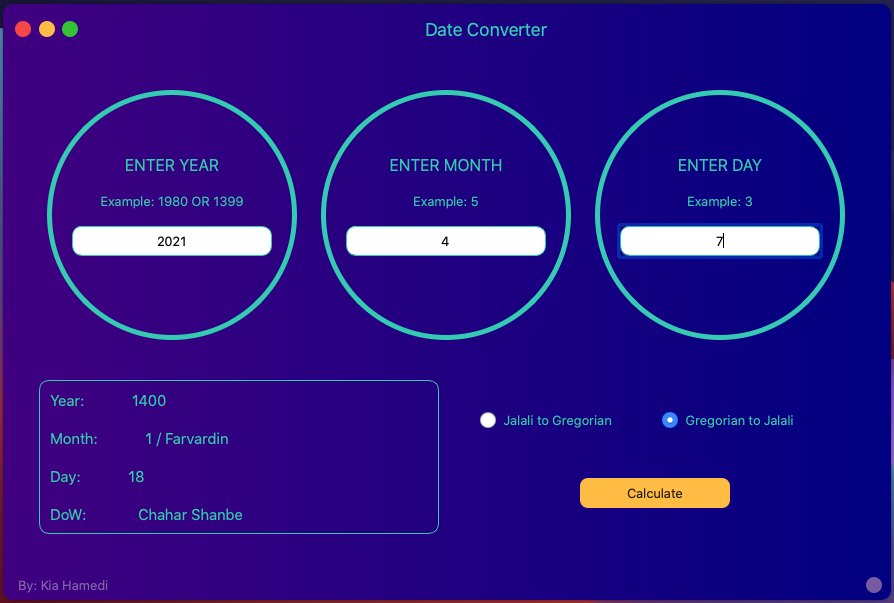 Date Converter
ENTER YEAR
Example: 1980 OR 1399
2021
ENTER MONTH
Example: 5
4
ENTER DAY
Example: 3
7
Year: 1400
Month: 1 / Farvardin
Day: 18
DoW: Chahar Shanbe
Jalali to Gregorian
Gregorian to Jalali
Calculate
By: Kia Hamedi